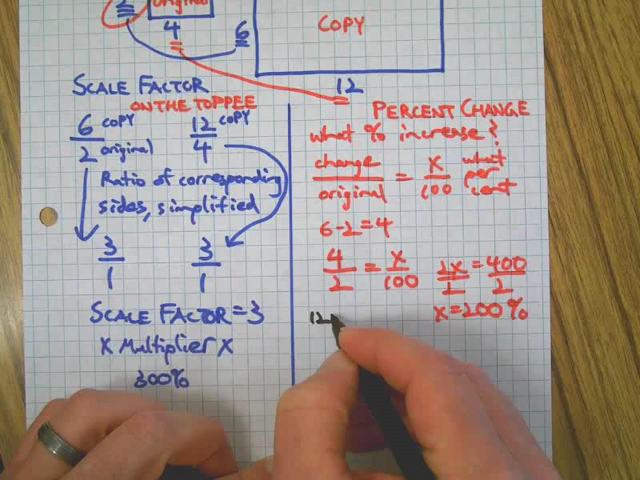 2
original
COPY
4
6
12
SCALE FACTOR
ON THE TOPPEE
6 COPY
2 original
12 COPY
4
Ratio of corresponding
sides, simplified
3
1
3
1
SCALE FACTOR = 3
x Multiplier x
300%
PERCENT CHANGE
what % increase?
change
original
=
x
100
what
per
cent
6-2=4
4
2
=
x
100
2x = 400
2 2
x=200%
12